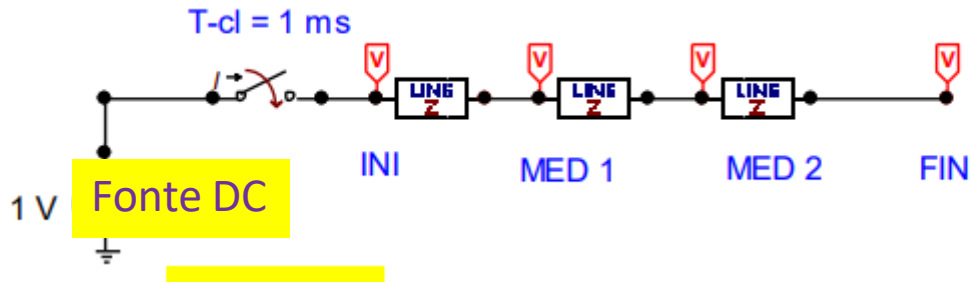 T-cl = 1 ms
I
V
V
V
V
LINE
Z
LINE
Z
LINE
Z
INI
MED 1
MED 2
FIN
1 V
Fonte DC